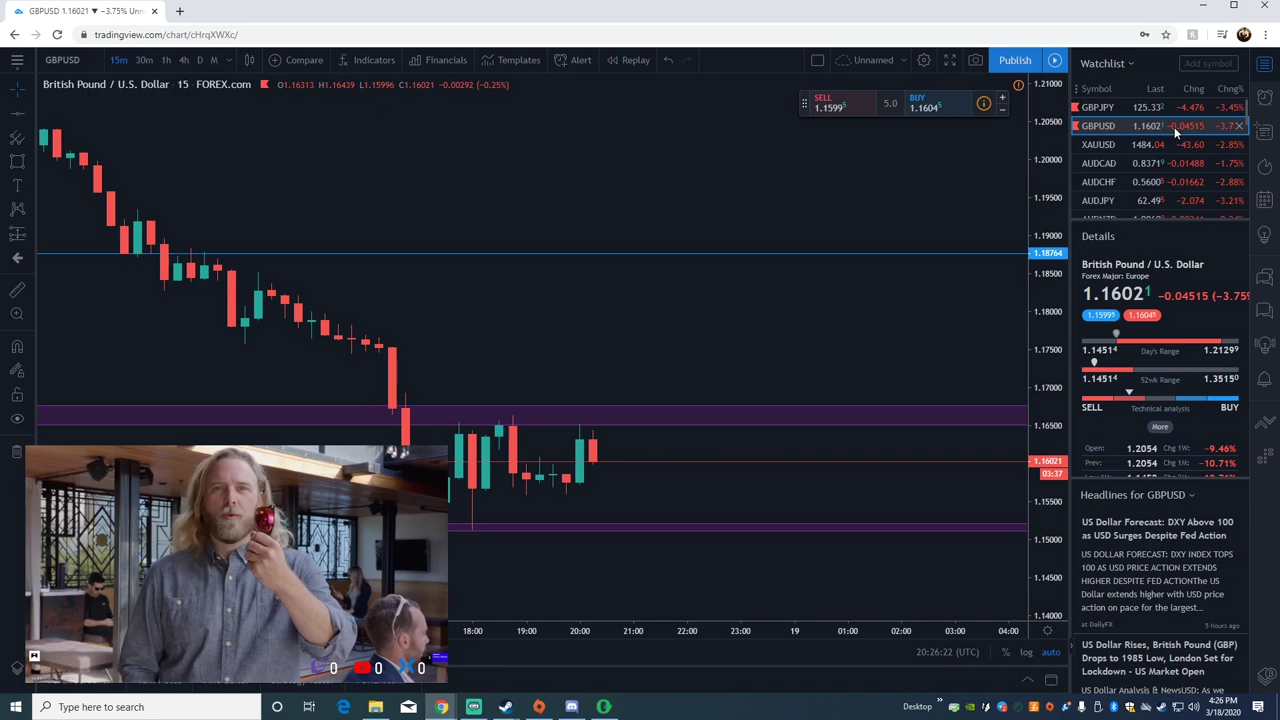 GBPUSD 1.16021 ▼ −3.75% Unn
tradingview.com/chart/cHrqXWXc/
GBPUSD 15m 30m 1h 4h D M Compare Indicators Financials Templates Alert Replay Unnamed Publish
British Pound / U.S. Dollar · 15 · FOREX.com O1.16313 H1.16439 L1.15996 C1.16021 −0.00292 (−0.25%)
SELL
1.1599⁵
5.0
BUY
1.1604⁵
1.21000
1.20500
1.20000
1.19500
1.19000
1.18764
1.18500
1.18000
1.17500
1.17000
1.16500
1.16021
03:37
1.15500
1.15000
1.14500
1.14000
18:00 19:00 20:00 21:00 22:00 23:00 19 01:00 02:00 03:00 04:00
20:26:22 (UTC) % log auto
0 0 0
Watchlist Add symbol
Symbol Last Chng Chng%
GBPJPY 125.33² −4.476 −3.45%
GBPUSD 1.1602¹ −0.04515 −3.7
XAUUSD 1484.04 −43.60 −2.85%
AUDCAD 0.8371⁹ −0.01488 −1.75%
AUDCHF 0.5600⁵ −0.01662 −2.88%
AUDJPY 62.49⁵ −2.074 −3.21%
Details
British Pound / U.S. Dollar
Forex Major: Europe
1.1602¹ −0.04515 (−3.75%
1.1599⁵ 1.1604⁵
1.1451⁴ Day's Range 1.2129⁹
1.1451⁴ 52wk Range 1.3515⁰
SELL Technical analysis BUY
More
Open: 1.2054 Chg 1W: −9.46%
Prev: 1.2054 Chg 1M: −10.71%
Headlines for GBPUSD
US Dollar Forecast: DXY Above 100
as USD Surges Despite Fed Action
US DOLLAR FORECAST: DXY INDEX TOPS
100 AS USD PRICE ACTION EXTENDS
HIGHER DESPITE FED ACTIONThe US
Dollar extends higher with USD price
action on pace for the largest...
at DailyFX 5 hours ago
US Dollar Rises, British Pound (GBP)
Drops to 1985 Low, London Set for
Lockdown - US Market Open
US Dollar Analysis & NewsUSD: As we
Type here to search
Desktop
4:26 PM
3/18/2020